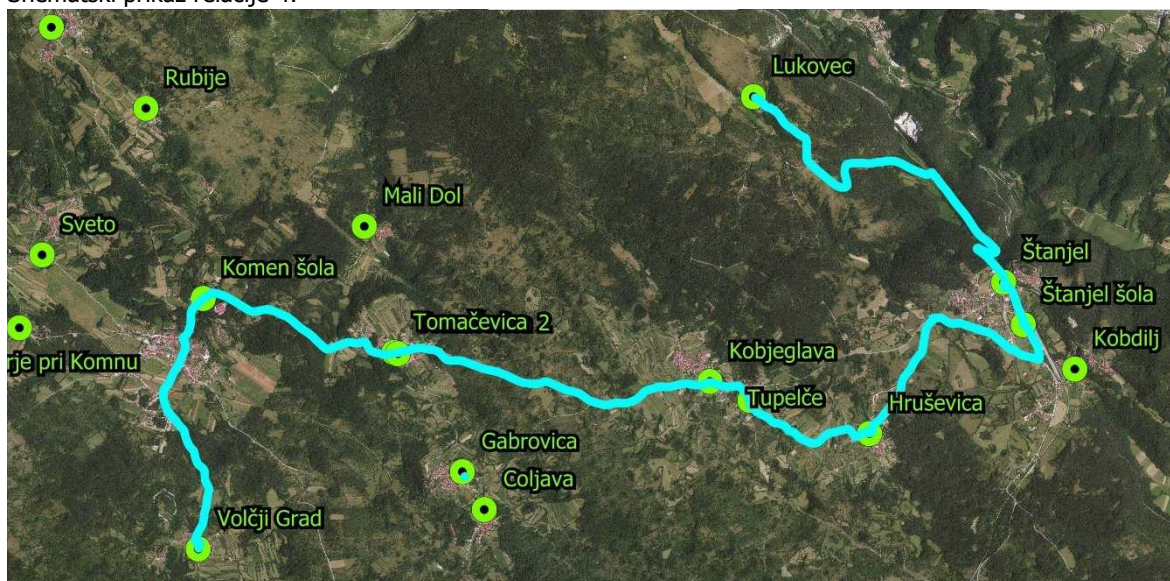 Shematski prikaz relacije 4:
Lukovec
Rubije
Mali Dol
Sveto
Komen šola
Štanjel
Štanjel šola
Tomačevica 2
Kobdilj
rje pri Komnu
Kobjeglava
Tupelče
Hruševica
Gabrovica
Coljava
Volčji Grad